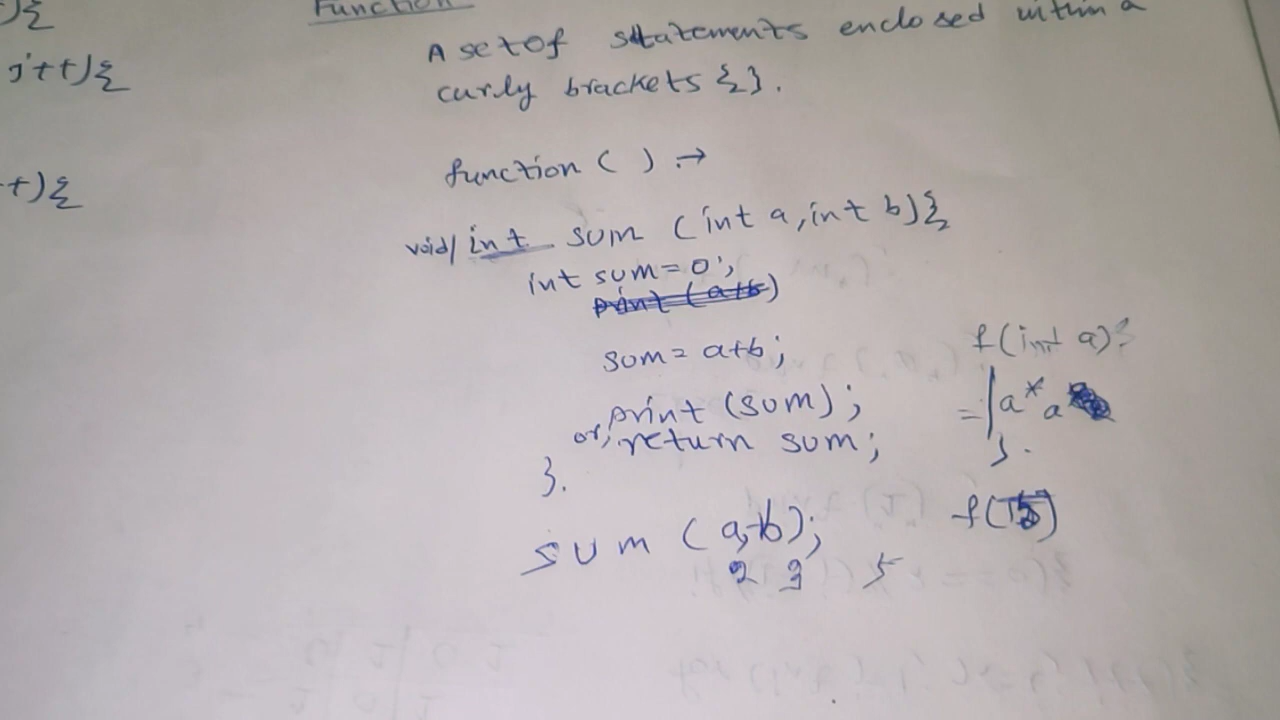 Function
){
A set of statements enclosed within a
j++){
curly brackets {}.
function ( ) →
+){
void/ int sum (int a, int b){
int sum = 0;
print (a+b)
sum = a+b;
f(int a){
print (sum);
= a* a
or, return sum;
}.
}.
sum (a,b);
2 3 5